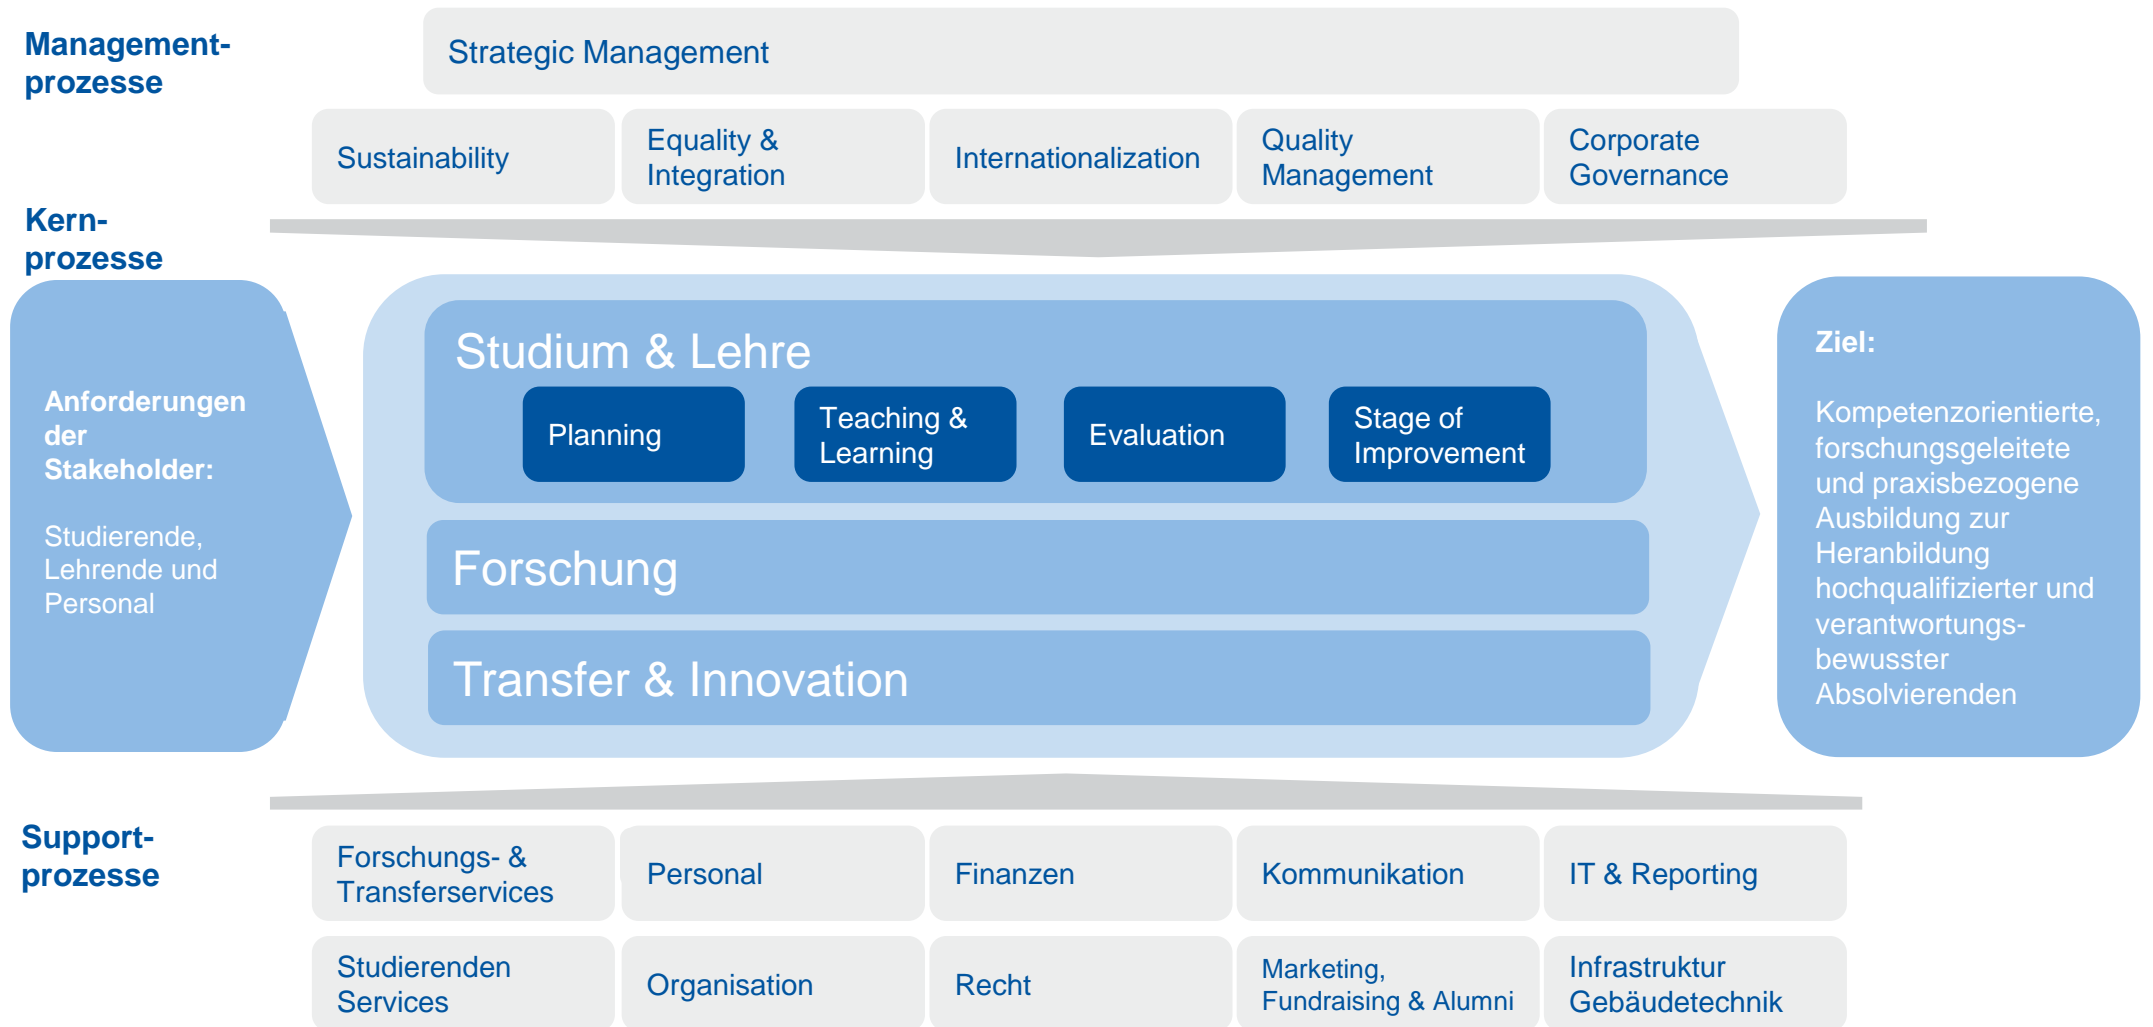 Management-
prozesse
Strategic Management
Sustainability
Equality &
Integration
Internationalization
Quality
Management
Corporate
Governance
Kern-
prozesse
Anforderungen
der
Stakeholder:
Studierende,
Lehrende und
Personal
Studium & Lehre
Planning
Teaching &
Learning
Evaluation
Stage of
Improvement
Forschung
Transfer & Innovation
Ziel:
Kompetenzorientierte,
forschungsgeleitete
und praxisbezogene
Ausbildung zur
Heranbildung
hochqualifizierter und
verantwortungs-
bewusster
Absolvierenden
Support-
prozesse
Forschungs- &
Transferservices
Personal
Finanzen
Kommunikation
IT & Reporting
Studierenden
Services
Organisation
Recht
Marketing,
Fundraising & Alumni
Infrastruktur
Gebäudetechnik